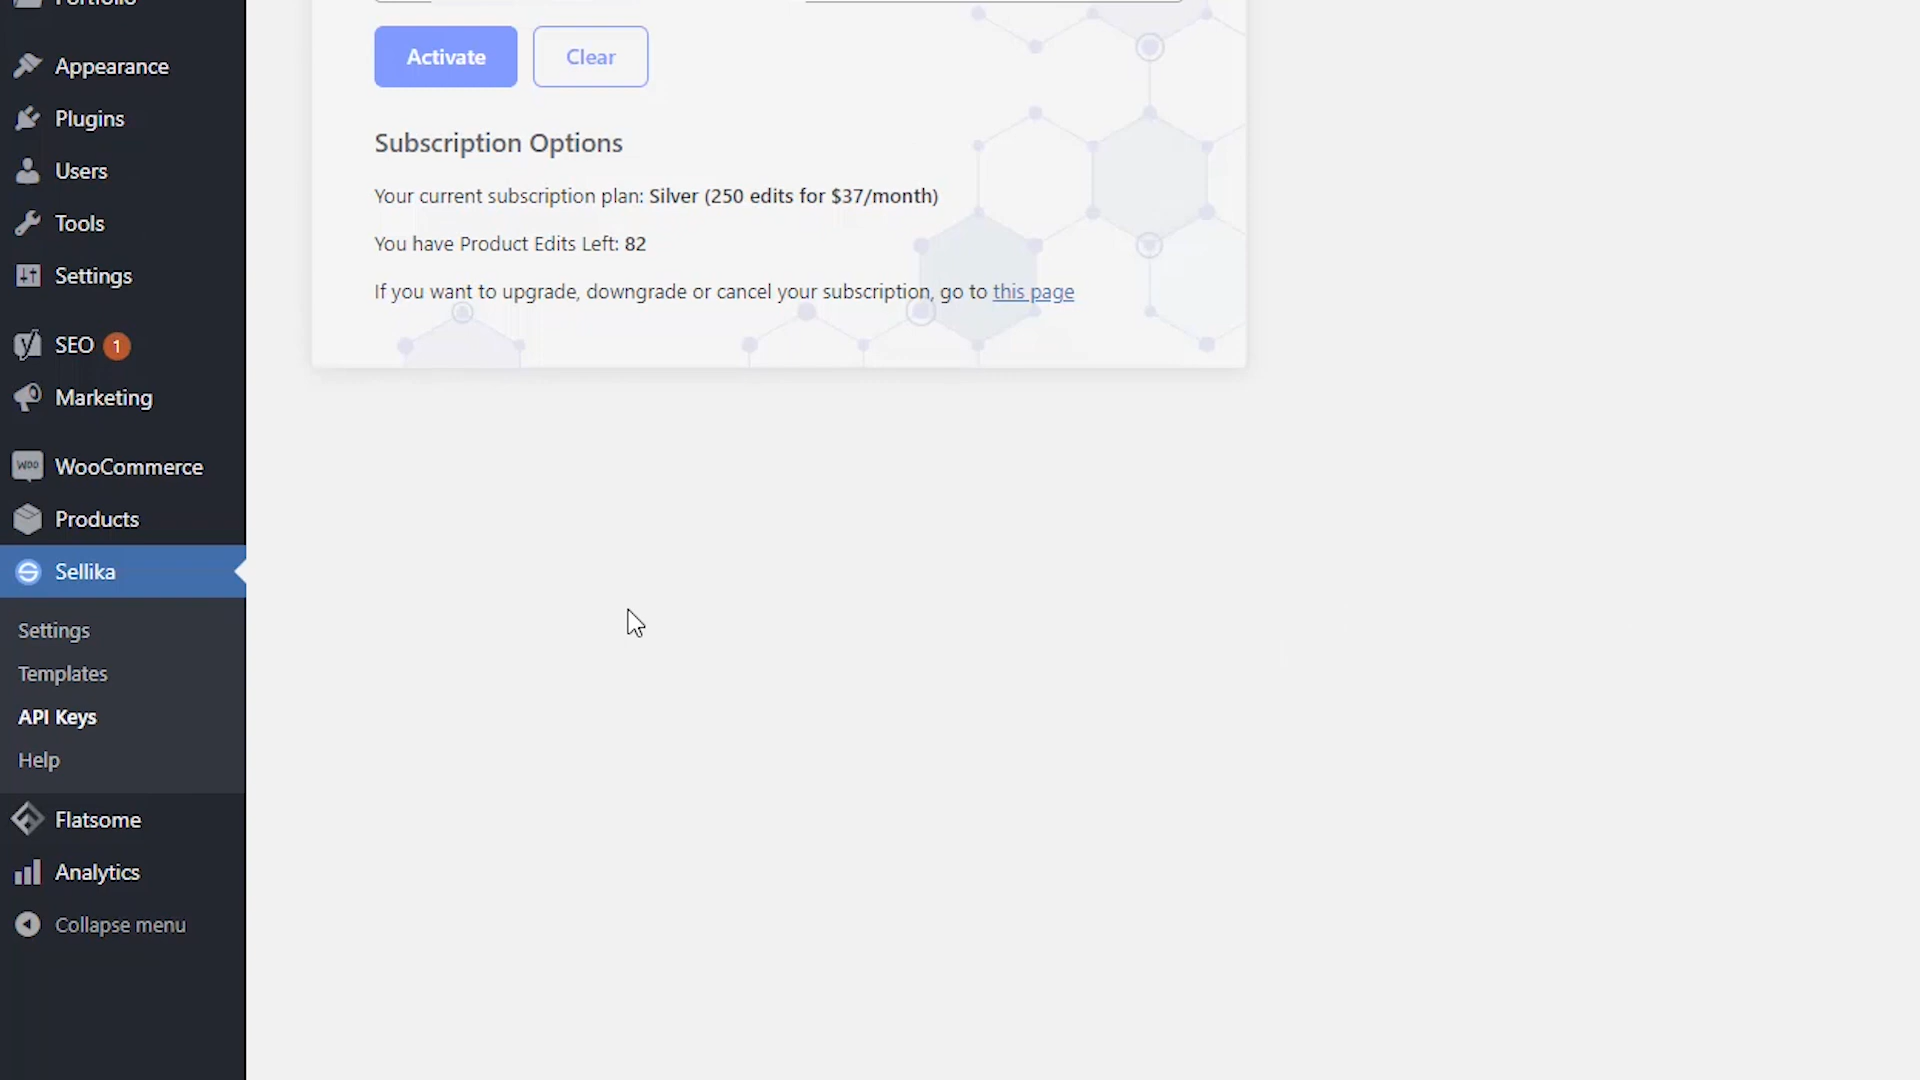 Portfolio
Appearance
Plugins
Users
Tools
Settings
SEO 1
Marketing
WOO WooCommerce
Products
Sellika
Settings
Templates
API Keys
Help
Flatsome
Analytics
Collapse menu
Activate
Clear
Subscription Options
Your current subscription plan: Silver (250 edits for $37/month)
You have Product Edits Left: 82
If you want to upgrade, downgrade or cancel your subscription, go to this page